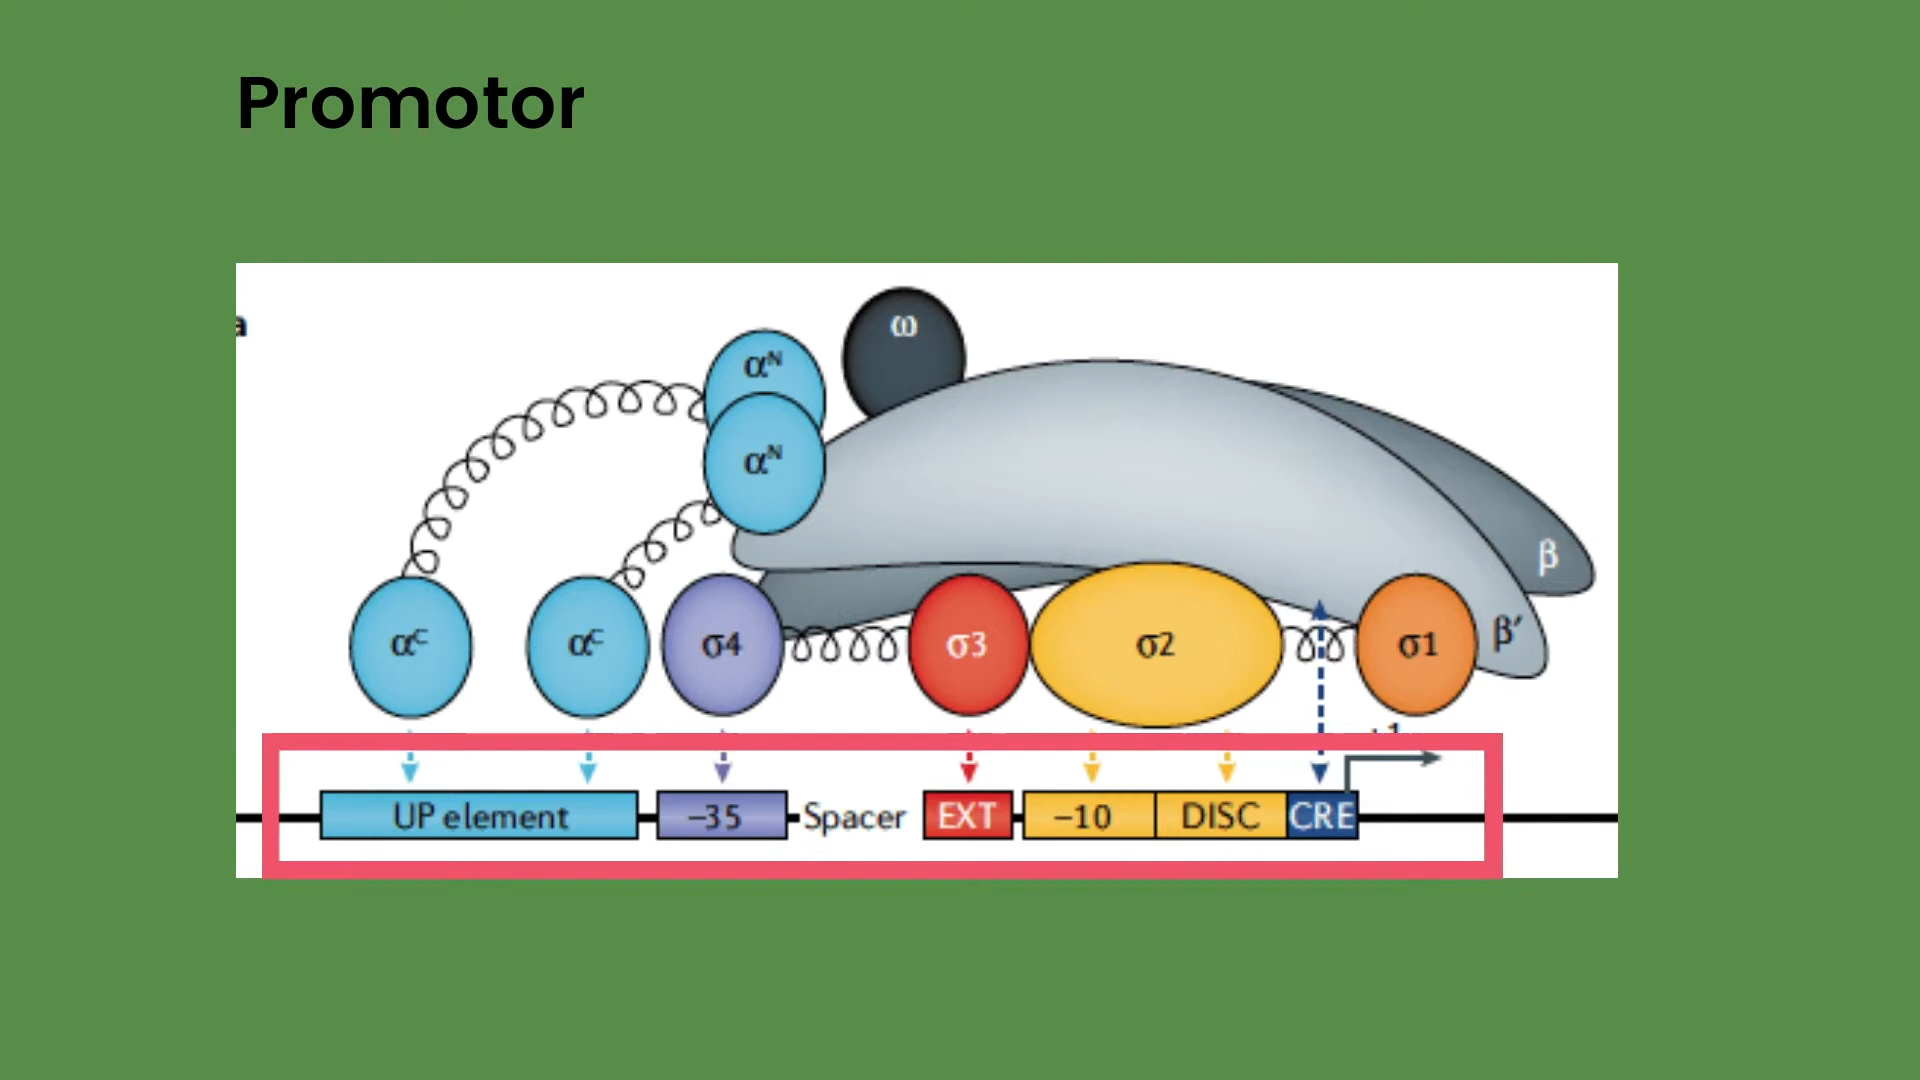 Promotor
a
ω
αᴺ
αᴺ
β
αᶜ αᶜ σ4 σ3 σ2 σ1 β′
UP element −35 Spacer EXT −10 DISC CRE